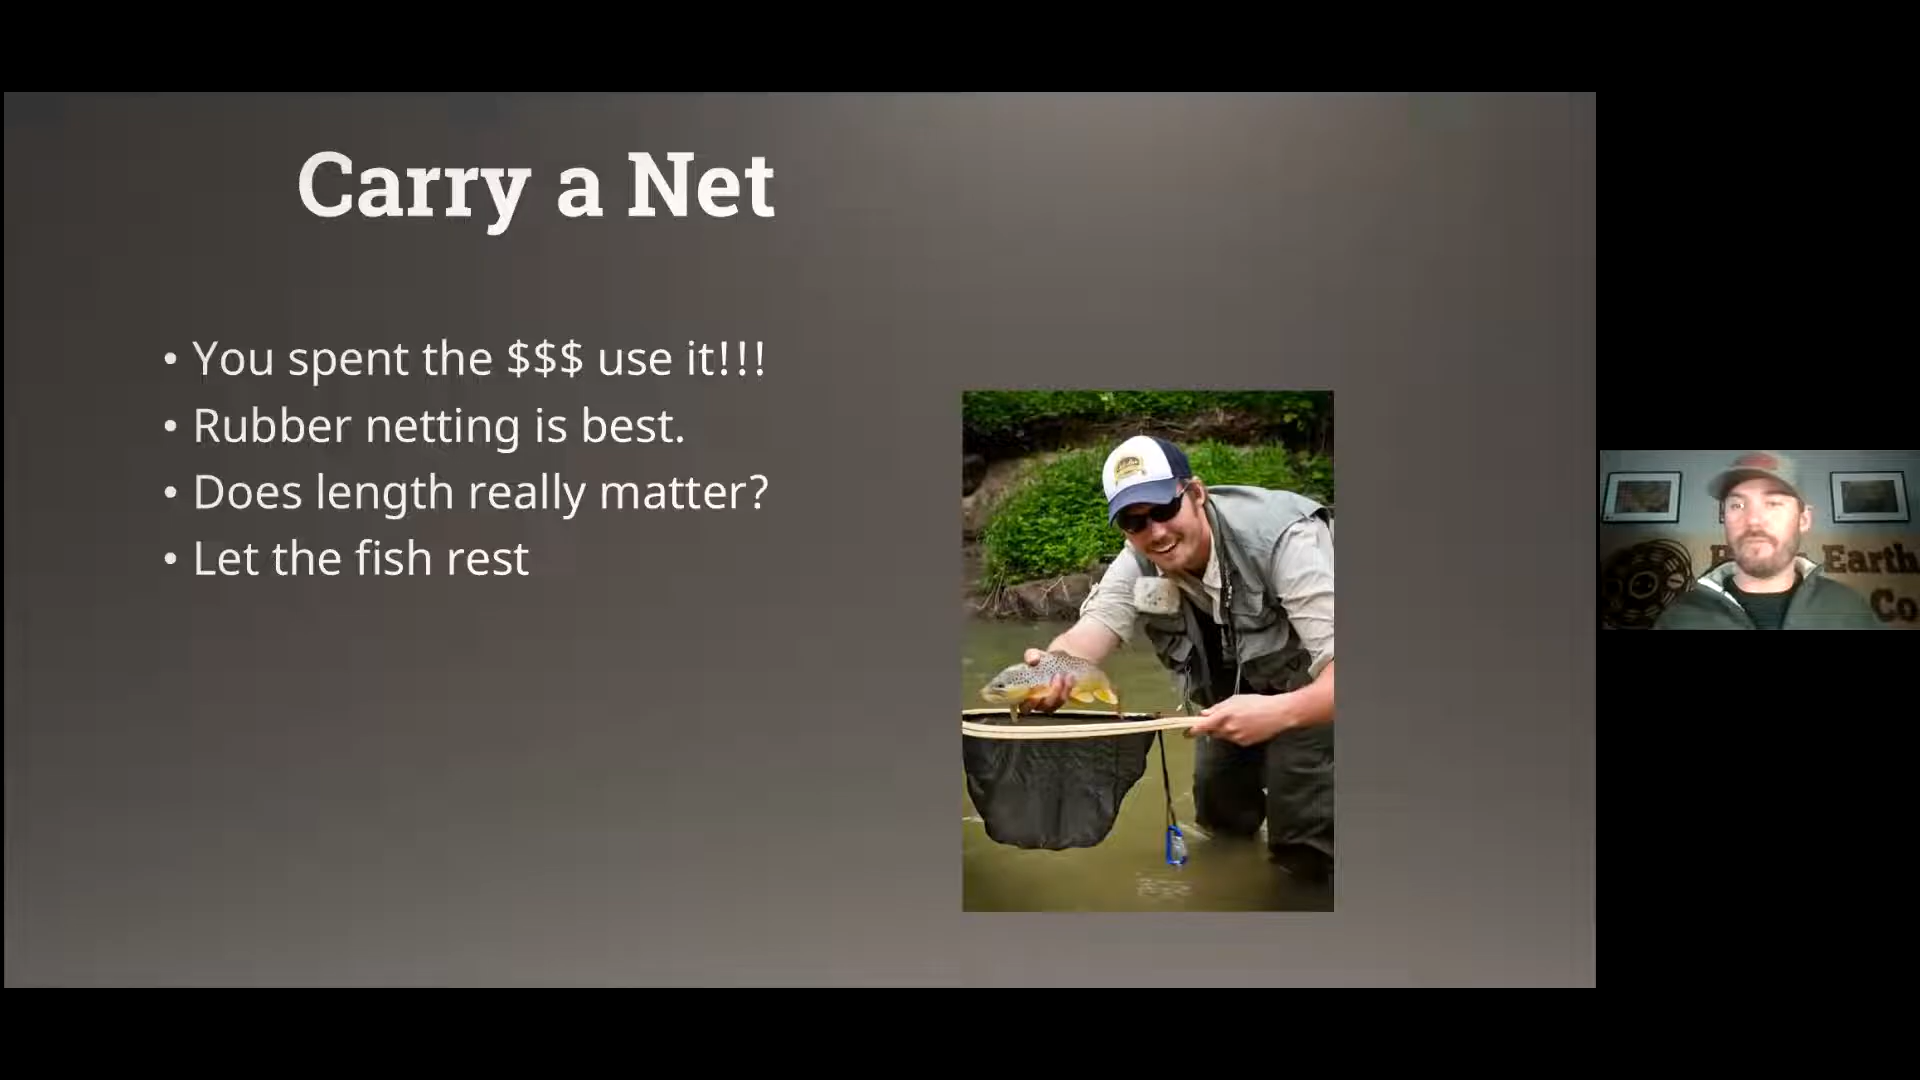 Carry a Net
• You spent the $$$ use it!!!
• Rubber netting is best.
• Does length really matter?
• Let the fish rest
Earth
Co